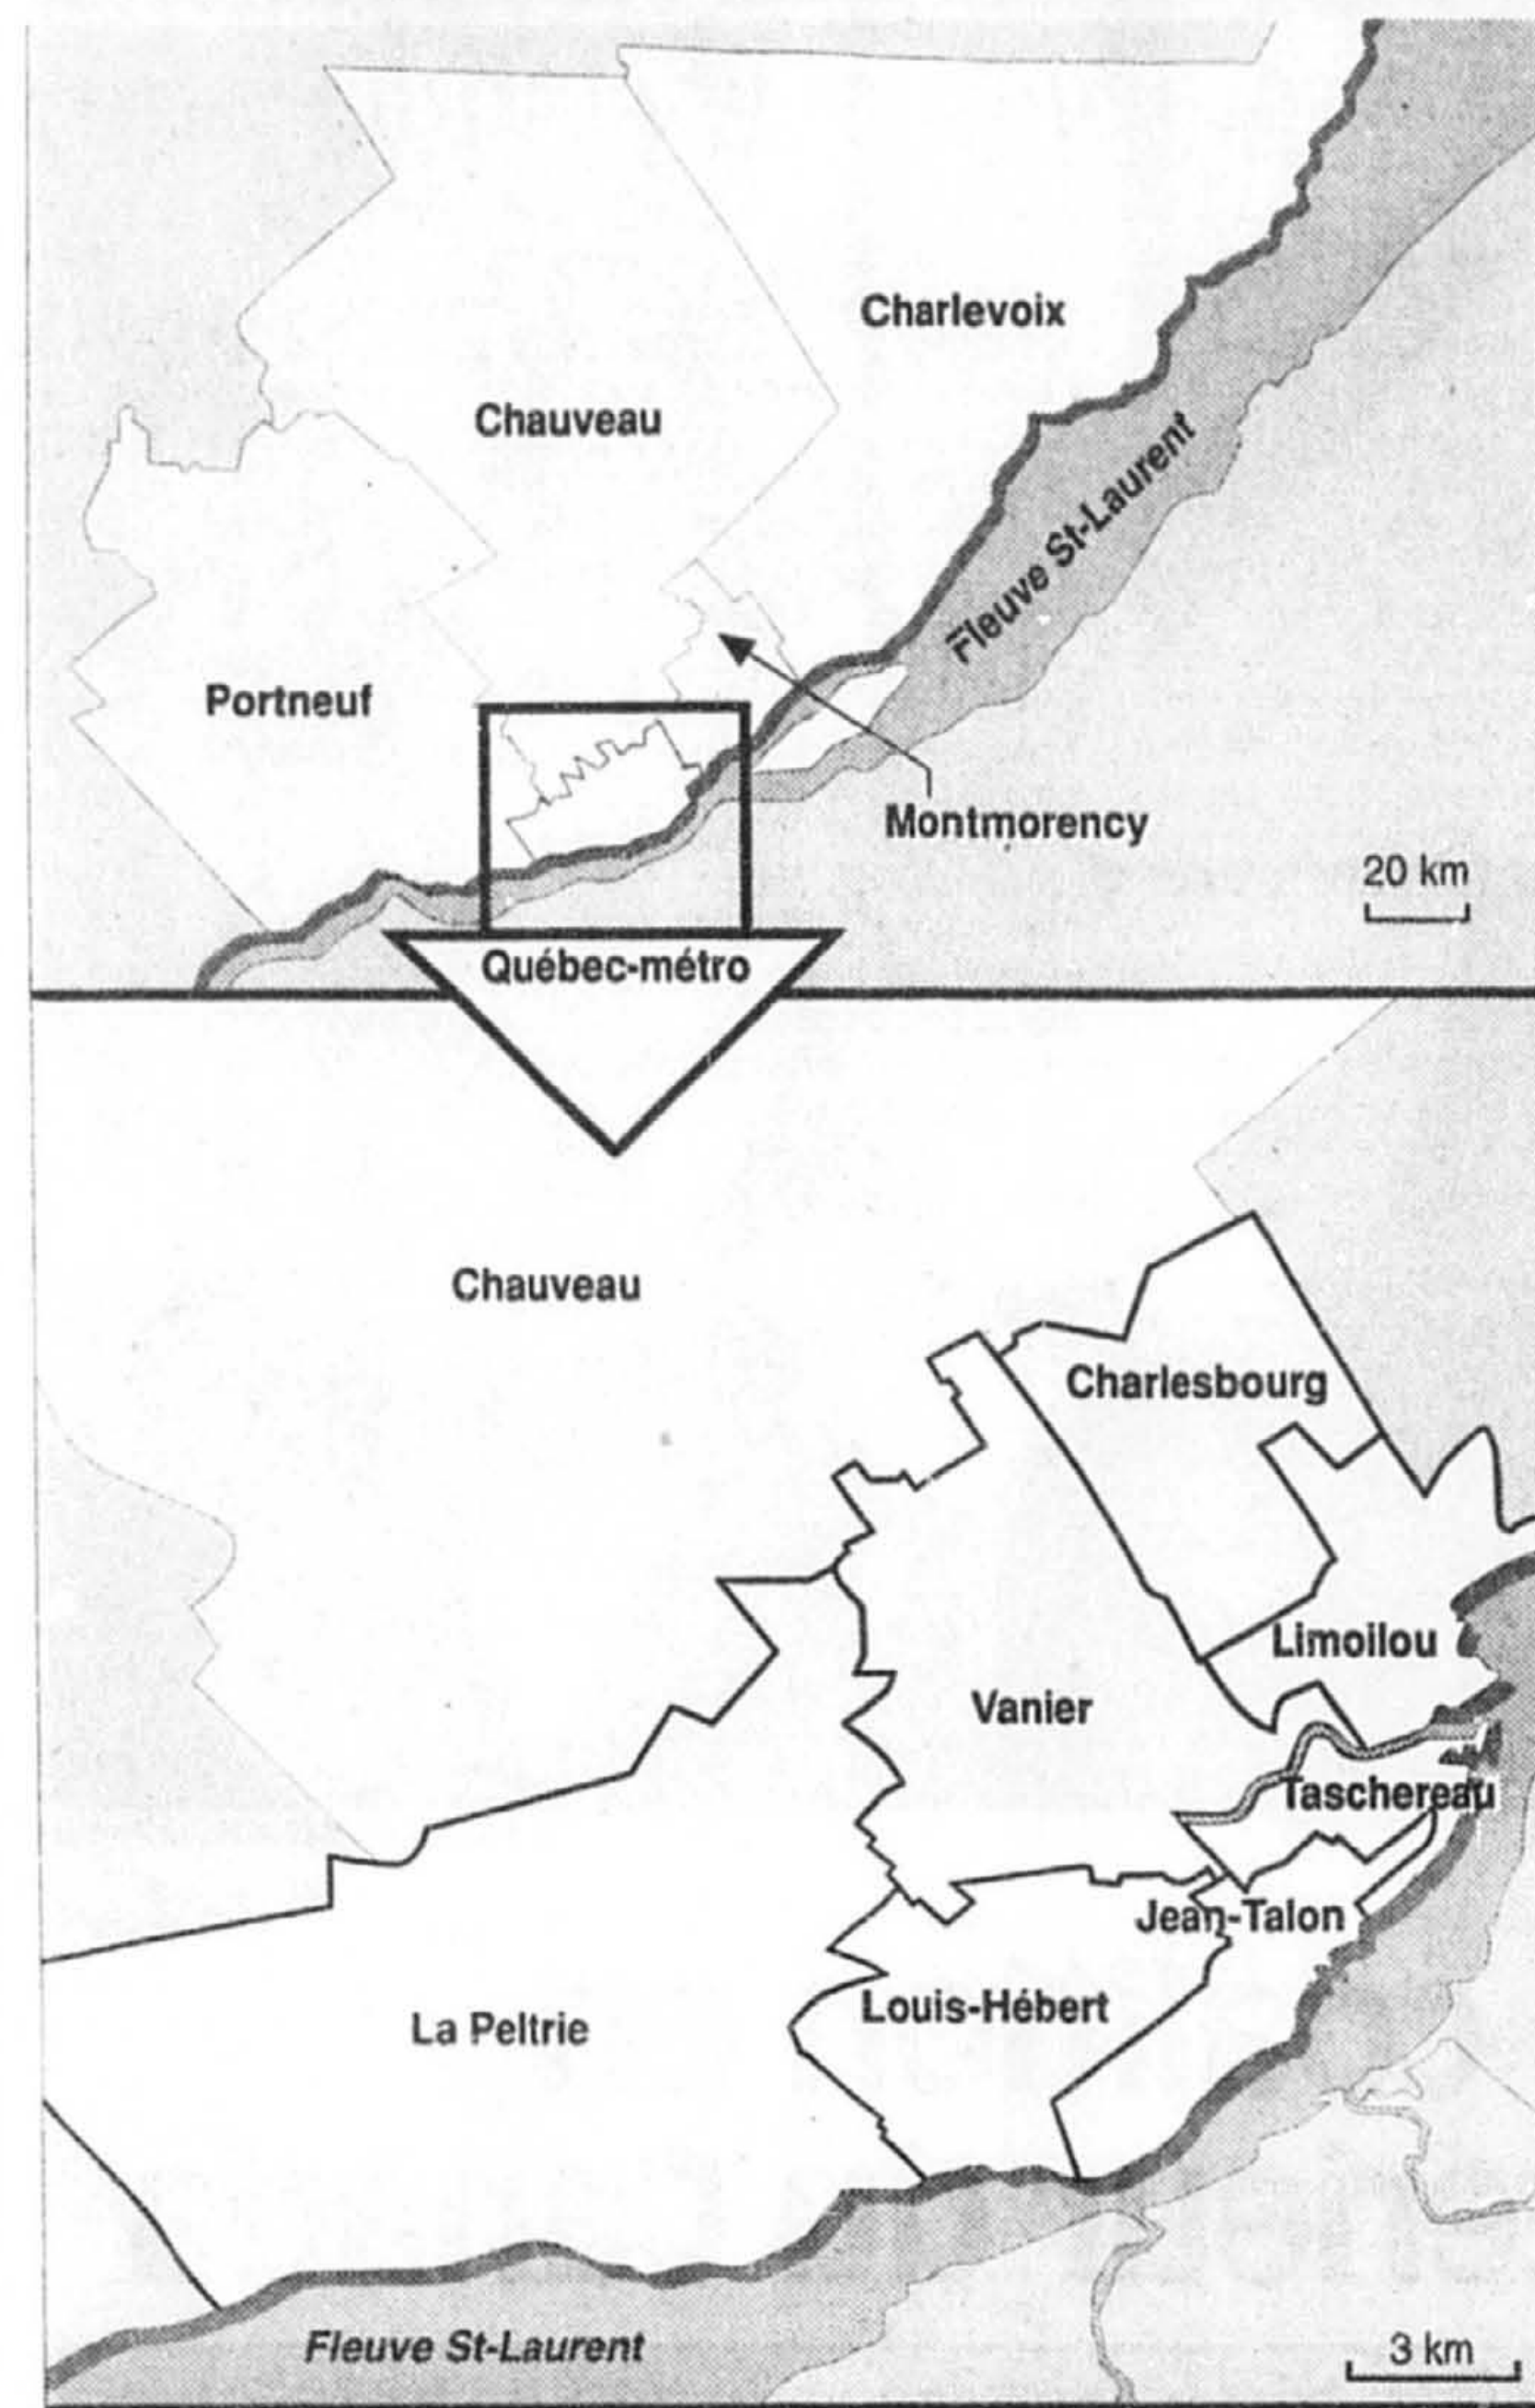 Charlevoix
Chauveau
Fleuve St-Laurent
Portneuf
Montmorency
20 km
Québec-métro
Chauveau
Charlesbourg
Limoilou
Vanier
Taschereau
Jean-Talon
Louis-Hébert
La Peltrie
Fleuve St-Laurent
3 km